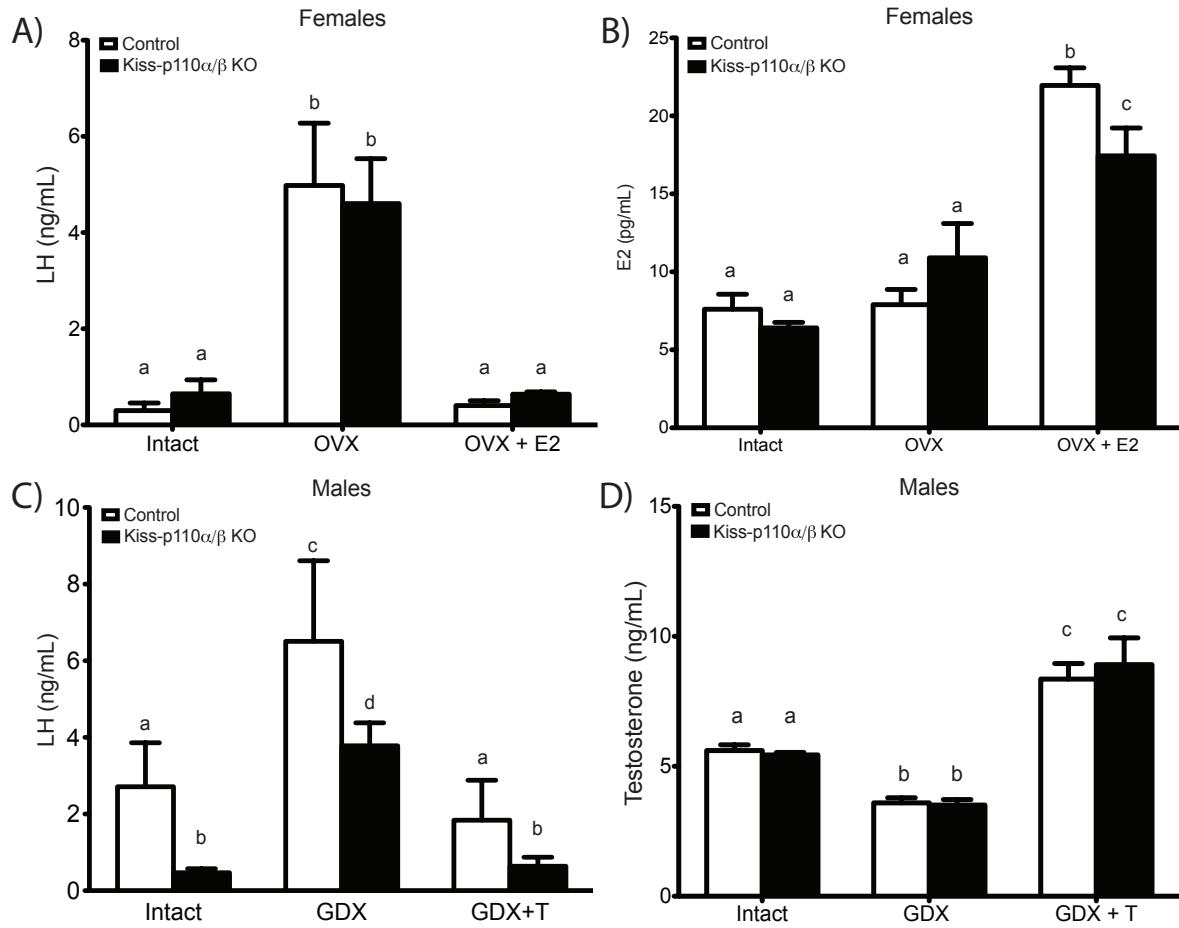 A)
Females
Control
Kiss-p110α/β KO
LH (ng/mL)
8
6
4
2
0
a
a
b
b
a
a
Intact
OVX
OVX + E2
B)
Females
Control
Kiss-p110α/β KO
E2 (pg/mL)
25
20
15
10
5
0
a
a
a
a
b
c
Intact
OVX
OVX + E2
C)
Males
Control
Kiss-p110α/β KO
LH (ng/mL)
10
8
6
4
2
0
a
b
c
d
a
b
Intact
GDX
GDX+T
D)
Males
Control
Kiss-p110α/β KO
Testosterone (ng/mL)
15
10
5
0
a
a
b
b
c
c
Intact
GDX
GDX + T